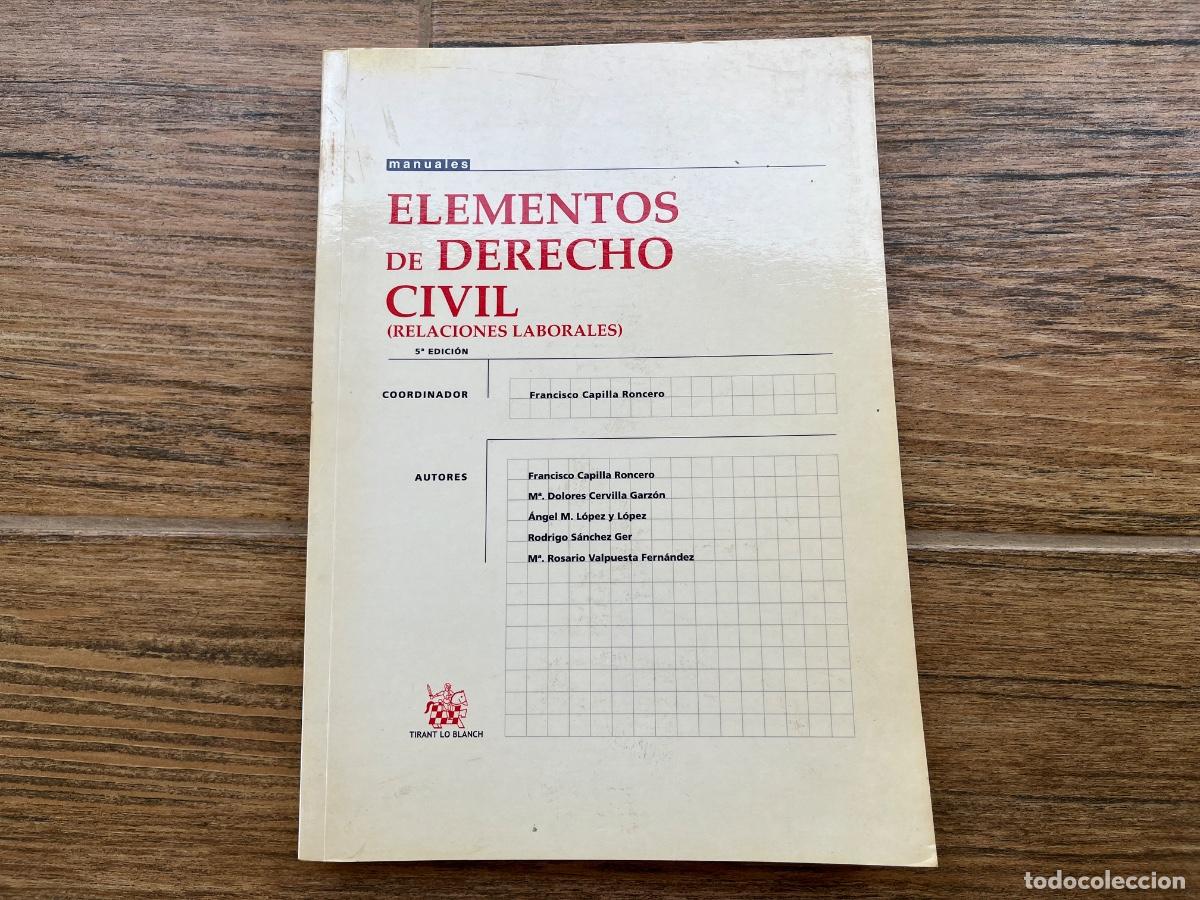 manuales
ELEMENTOS
DE DERECHO
CIVIL
(RELACIONES LABORALES)
5ª EDICIÓN
COORDINADOR
Francisco Capilla Roncero
AUTORES
Francisco Capilla Roncero
Mª. Dolores Cervilla Garzón
Ángel M. López y López
Rodrigo Sánchez Ger
Mª. Rosario Valpuesta Fernández
TIRANT LO BLANCH
todocoleccion